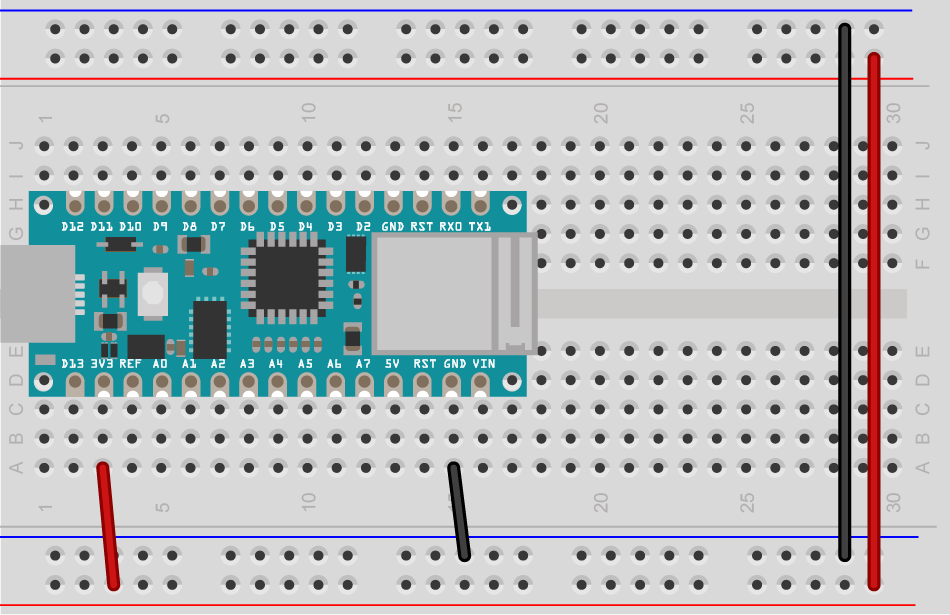 1 5 10 15 20 25 30
J J
I I
H H
D12 D11 D10 D9 D8 D7 D6 D5 D4 D3 D2 GND RST RX0 TX1
G G
F
E E
D13 3V3 REF A0 A1 A2 A3 A4 A5 A6 A7 5V RST GND VIN
D D
C C
B B
A A
1 5 10 20 25 30